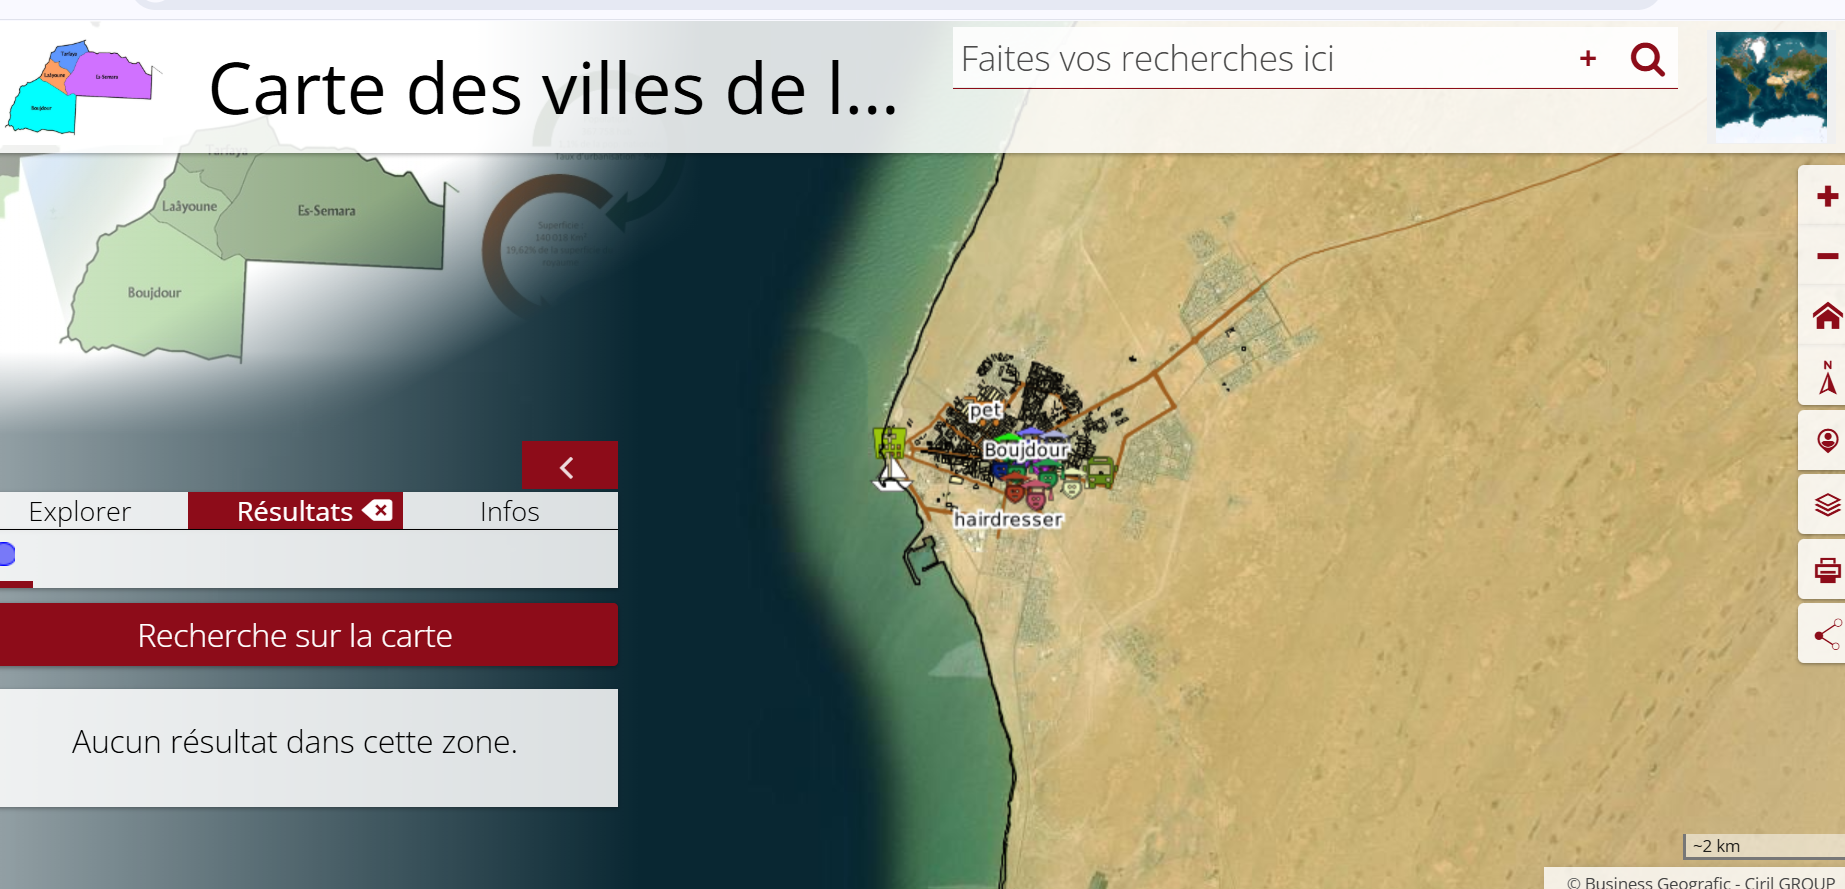 Tarfaya
Laâyoune
Es-Semara
Boujdour
Carte des villes de l...
Faites vos recherches ici
Tarfaya
Taux d'urbanisation
Laâyoune
Es-Semara
Superficie :
140.018 km²
19,62% de la superficie
Boujdour
pet
Boujdour
hairdresser
N
Explorer
Résultats
Infos
Recherche sur la carte
Aucun résultat dans cette zone.
~2 km
© Business Geografic - Ciril GROUP